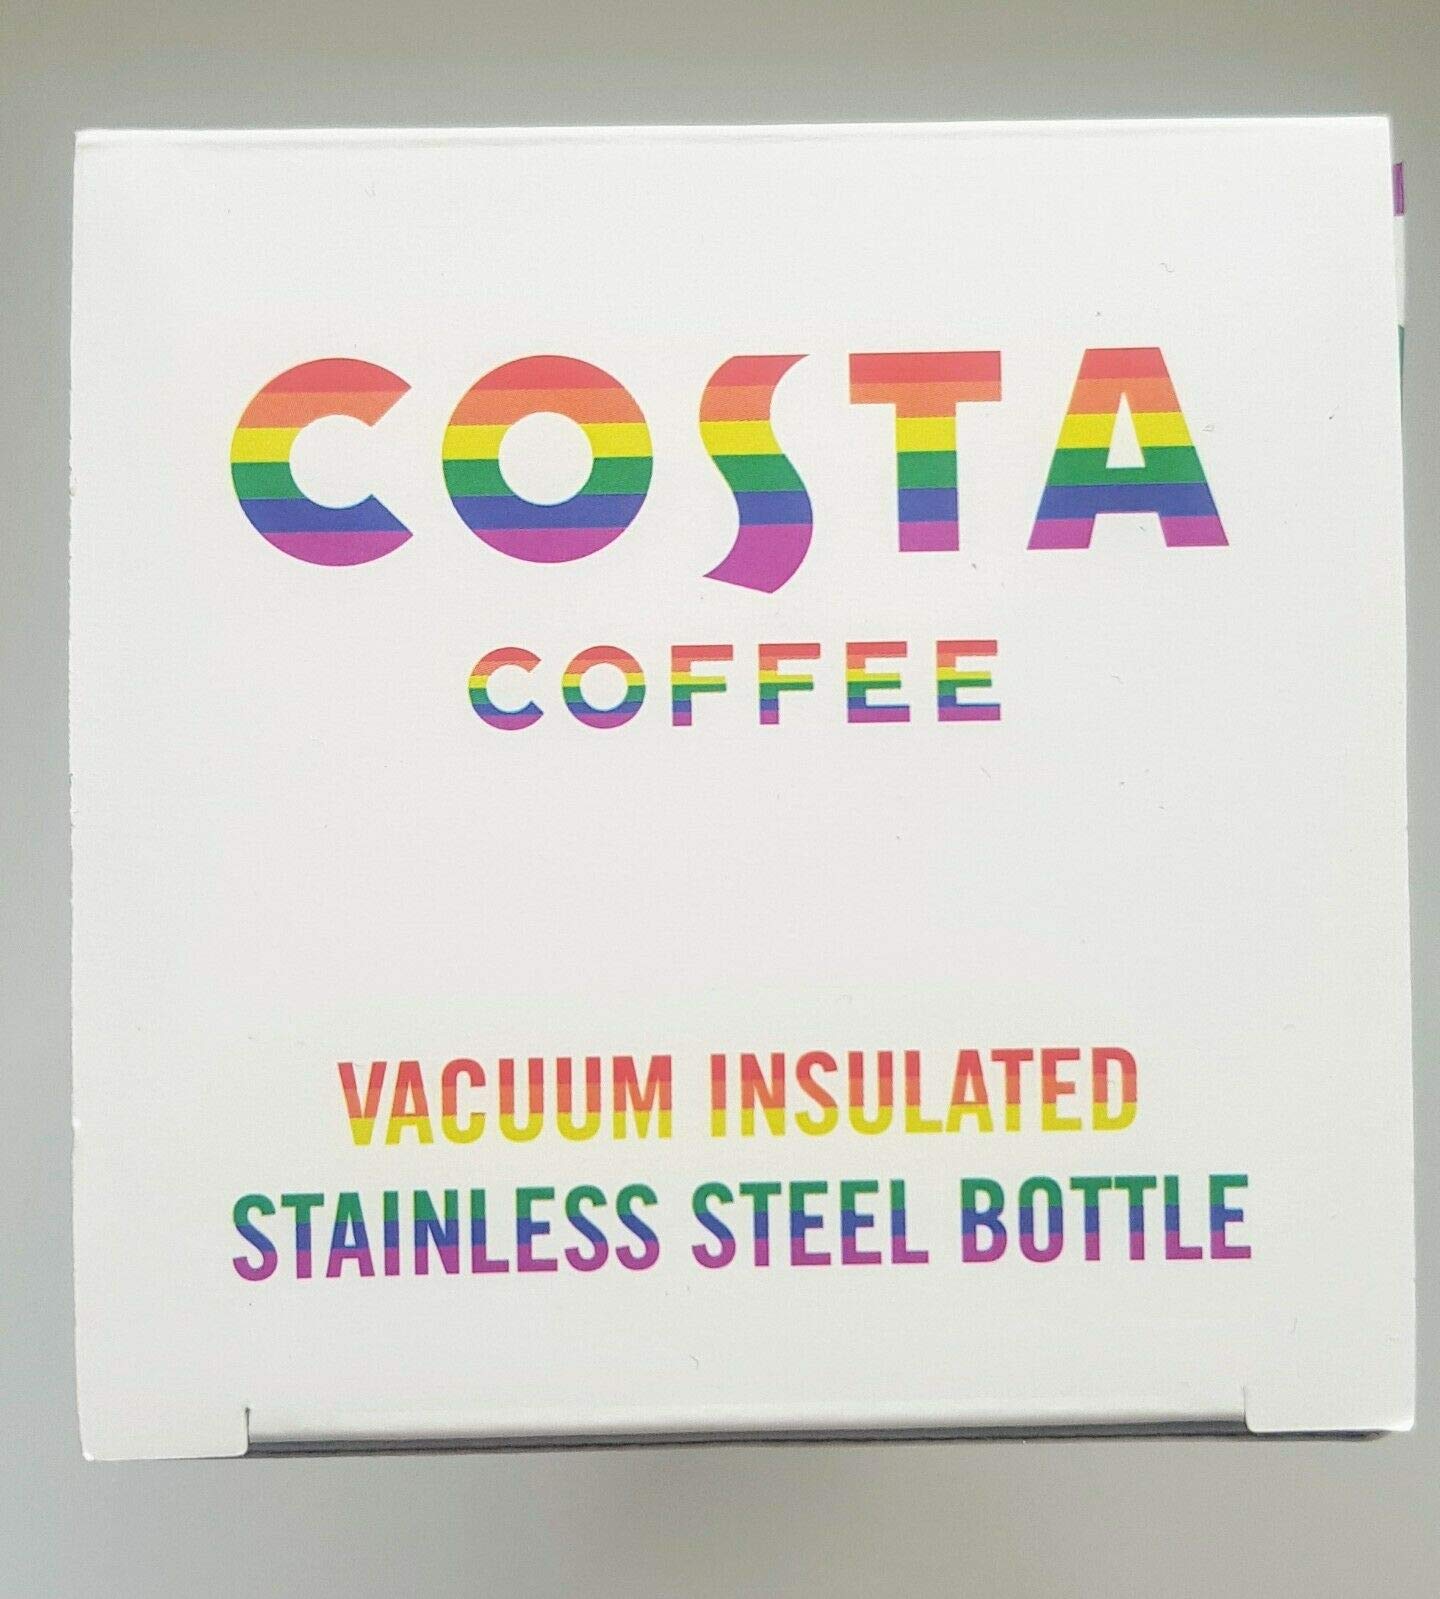 COSTA
COFFEE
VACUUM INSULATED
STAINLESS STEEL BOTTLE